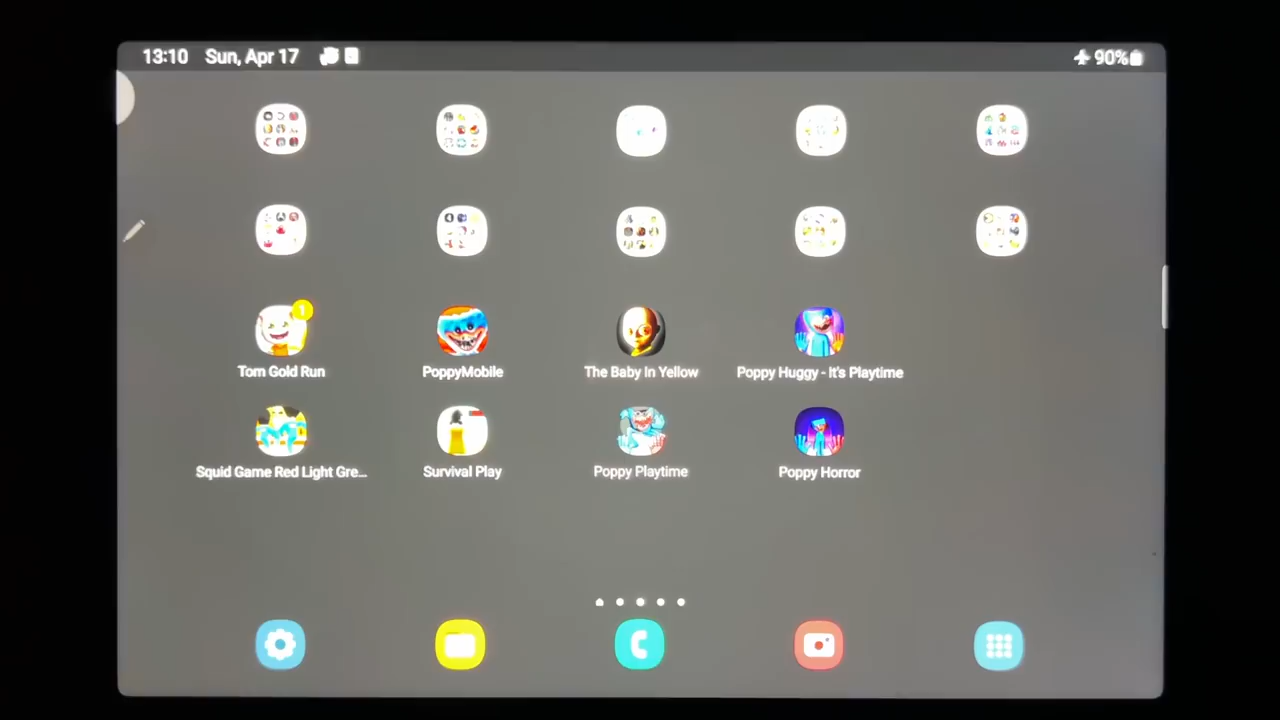 13:10 Sun, Apr 17 90%
1
Tom Gold Run PoppyMobile The Baby In Yellow Poppy Huggy - It's Playtime
Squid Game Red Light Gre... Survival Play Poppy Playtime Poppy Horror